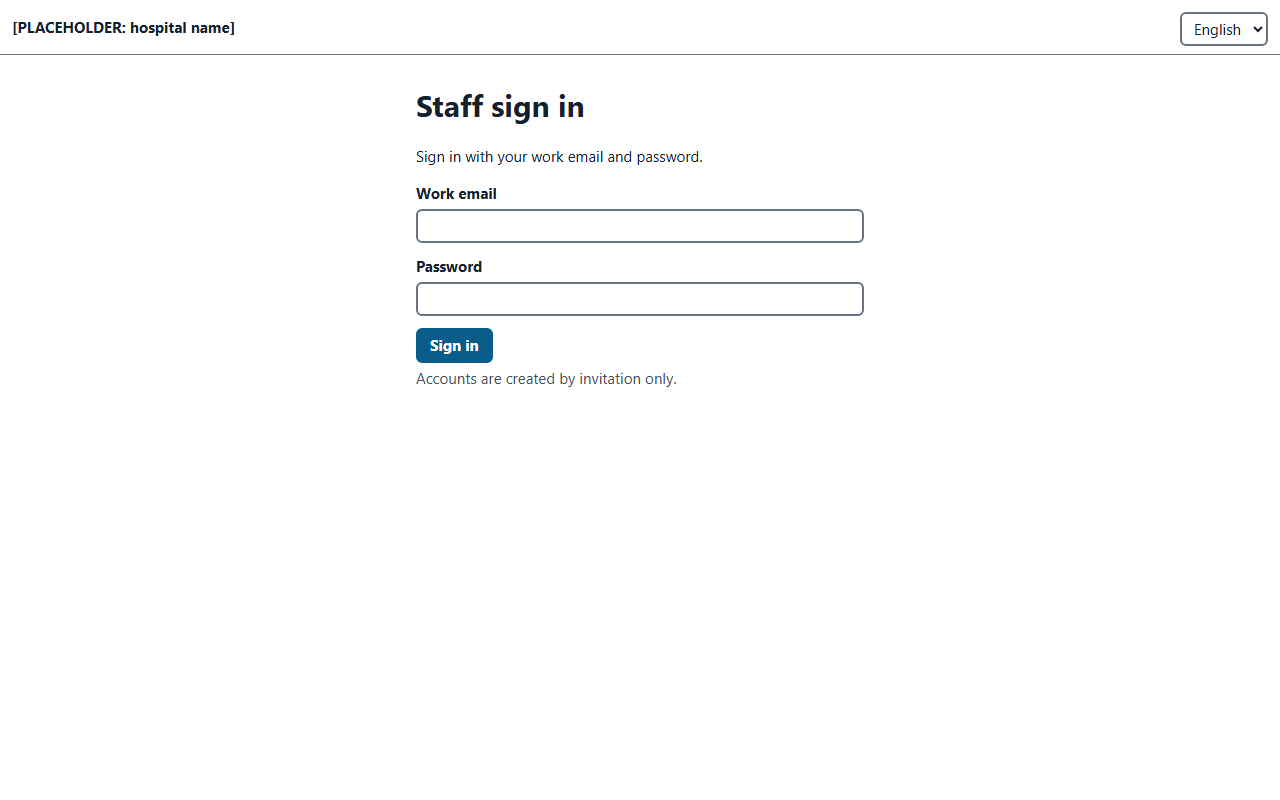 [PLACEHOLDER: hospital name]
English
Staff sign in
Sign in with your work email and password.
Work email
Password
Sign in
Accounts are created by invitation only.